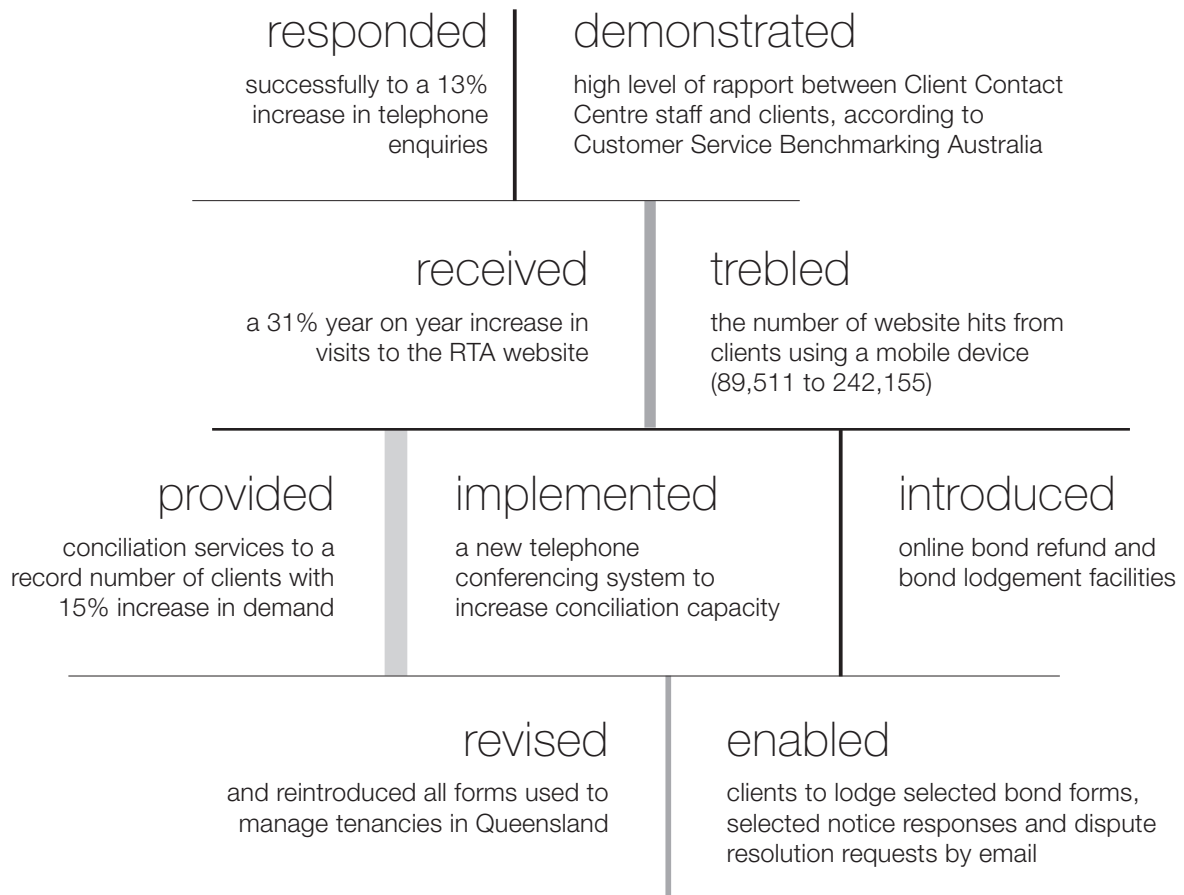 responded
successfully to a 13%
increase in telephone
enquiries
demonstrated
high level of rapport between Client Contact
Centre staff and clients, according to
Customer Service Benchmarking Australia
received
a 31% year on year increase in
visits to the RTA website
trebled
the number of website hits from
clients using a mobile device
(89,511 to 242,155)
provided
conciliation services to a
record number of clients with
15% increase in demand
implemented
a new telephone
conferencing system to
increase conciliation capacity
introduced
online bond refund and
bond lodgement facilities
revised
and reintroduced all forms used to
manage tenancies in Queensland
enabled
clients to lodge selected bond forms,
selected notice responses and dispute
resolution requests by email